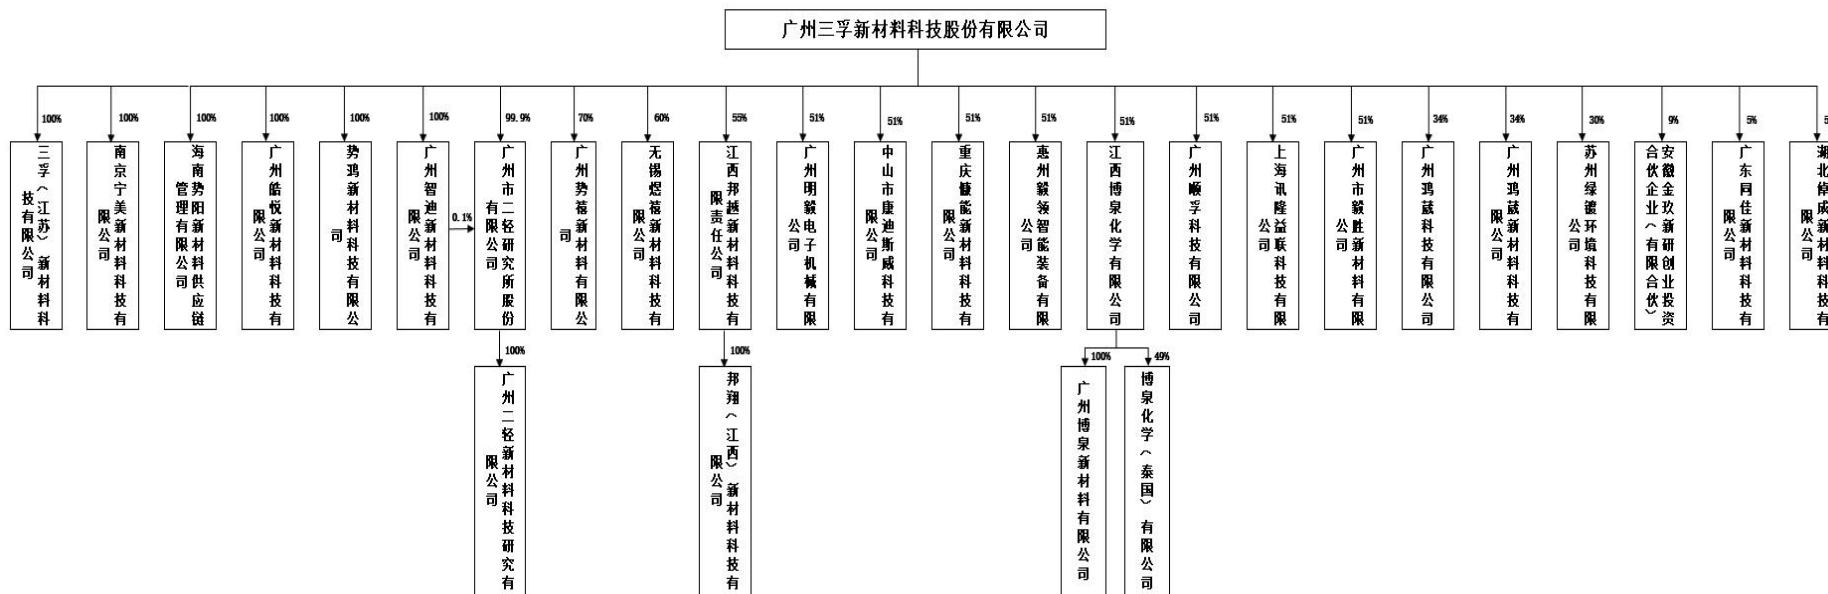 广州三孚新材料科技股份有限公司
100%
100%
100%
100%
100%
100%
99.9%
70%
60%
55%
51%
51%
51%
51%
51%
51%
51%
51%
34%
34%
30%
9%
5%
三孚（江苏）新材料科
技有限公司
南京宁美新材料科技有
限公司
海南势阳新材料供应链
管理有限公司
广州皓悦新材料科技有
限公司
势鸿新材料科技有限公
司
广州智迪新材料科技有
限公司
0.1%
广州市二轻研究所股份
有限公司
广州势禧新材料有限公
司
无锡煜禧新材料科技有
限公司
江西邦越新材料科技有
限责任公司
广州明毅电子机械有限
公司
中山市康迪斯威科技有
限公司
重庆慷能新材料科技有
限公司
惠州毅领智能装备有限
公司
江西博泉化学有限公司
广州顺孚科技有限公司
上海讯隆益联科技有限
公司
广州市毅胜新材料有限
公司
广州鸿葳科技有限公司
广州鸿葳新材料科技有
限公司
苏州绿镀环境科技有限
公司
安徽金玖新研创业投资
合伙企业（有限合伙）
广东同佳新材料科技有
限公司
成新材料科技有
限公司
100%
100%
100%
49%
广州二轻新材料科技研究有
限公司
邦翔（江西）新材料科技有
限公司
广州博泉新材料有限公司
博泉化学（泰国）有限公司